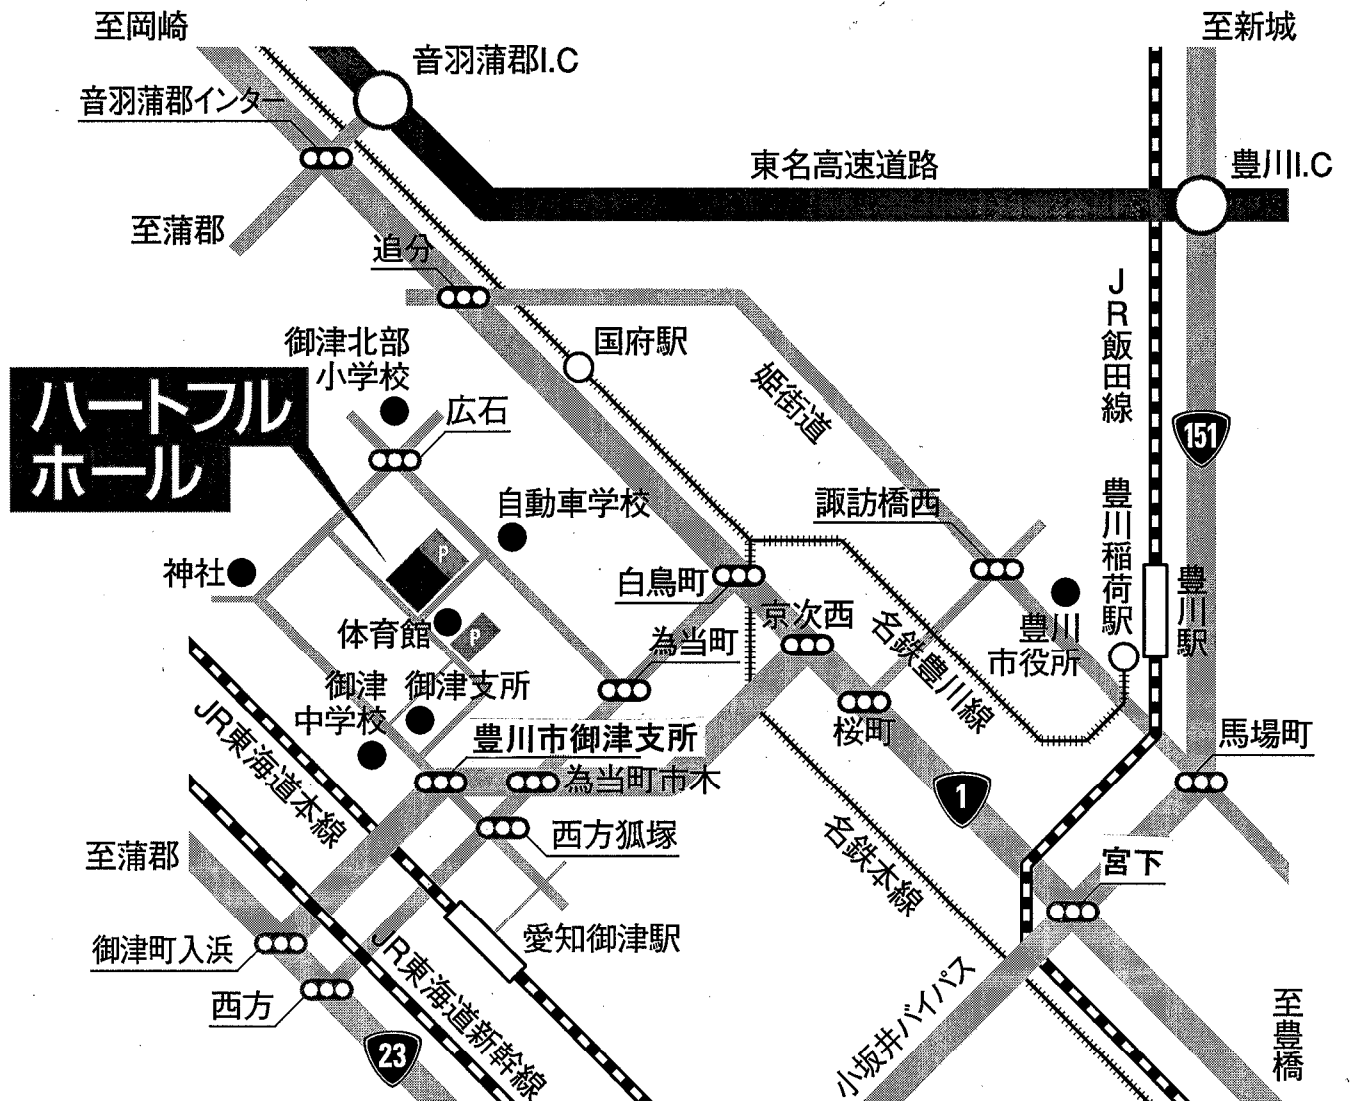 至岡崎
至新城
音羽蒲郡I.C
音羽蒲郡インター
東名高速道路
豊川I.C
至蒲郡
追分
JR飯田線
国府駅
御津北部
小学校
姫街道
ハートフル
ホール
広石
151
自動車学校
諏訪橋西
豊川稲荷駅
P
神社
白鳥町
豊川駅
京次西
名鉄豊川線
豊川
市役所
体育館
P
為当町
御津
中学校
御津支所
JR東海道本線
豊川市御津支所
桜町
馬場町
為当町市木
1
西方狐塚
名鉄本線
至蒲郡
宮下
御津町入浜
愛知御津駅
西方
JR東海道新幹線
小坂井バイパス
23
至豊橋